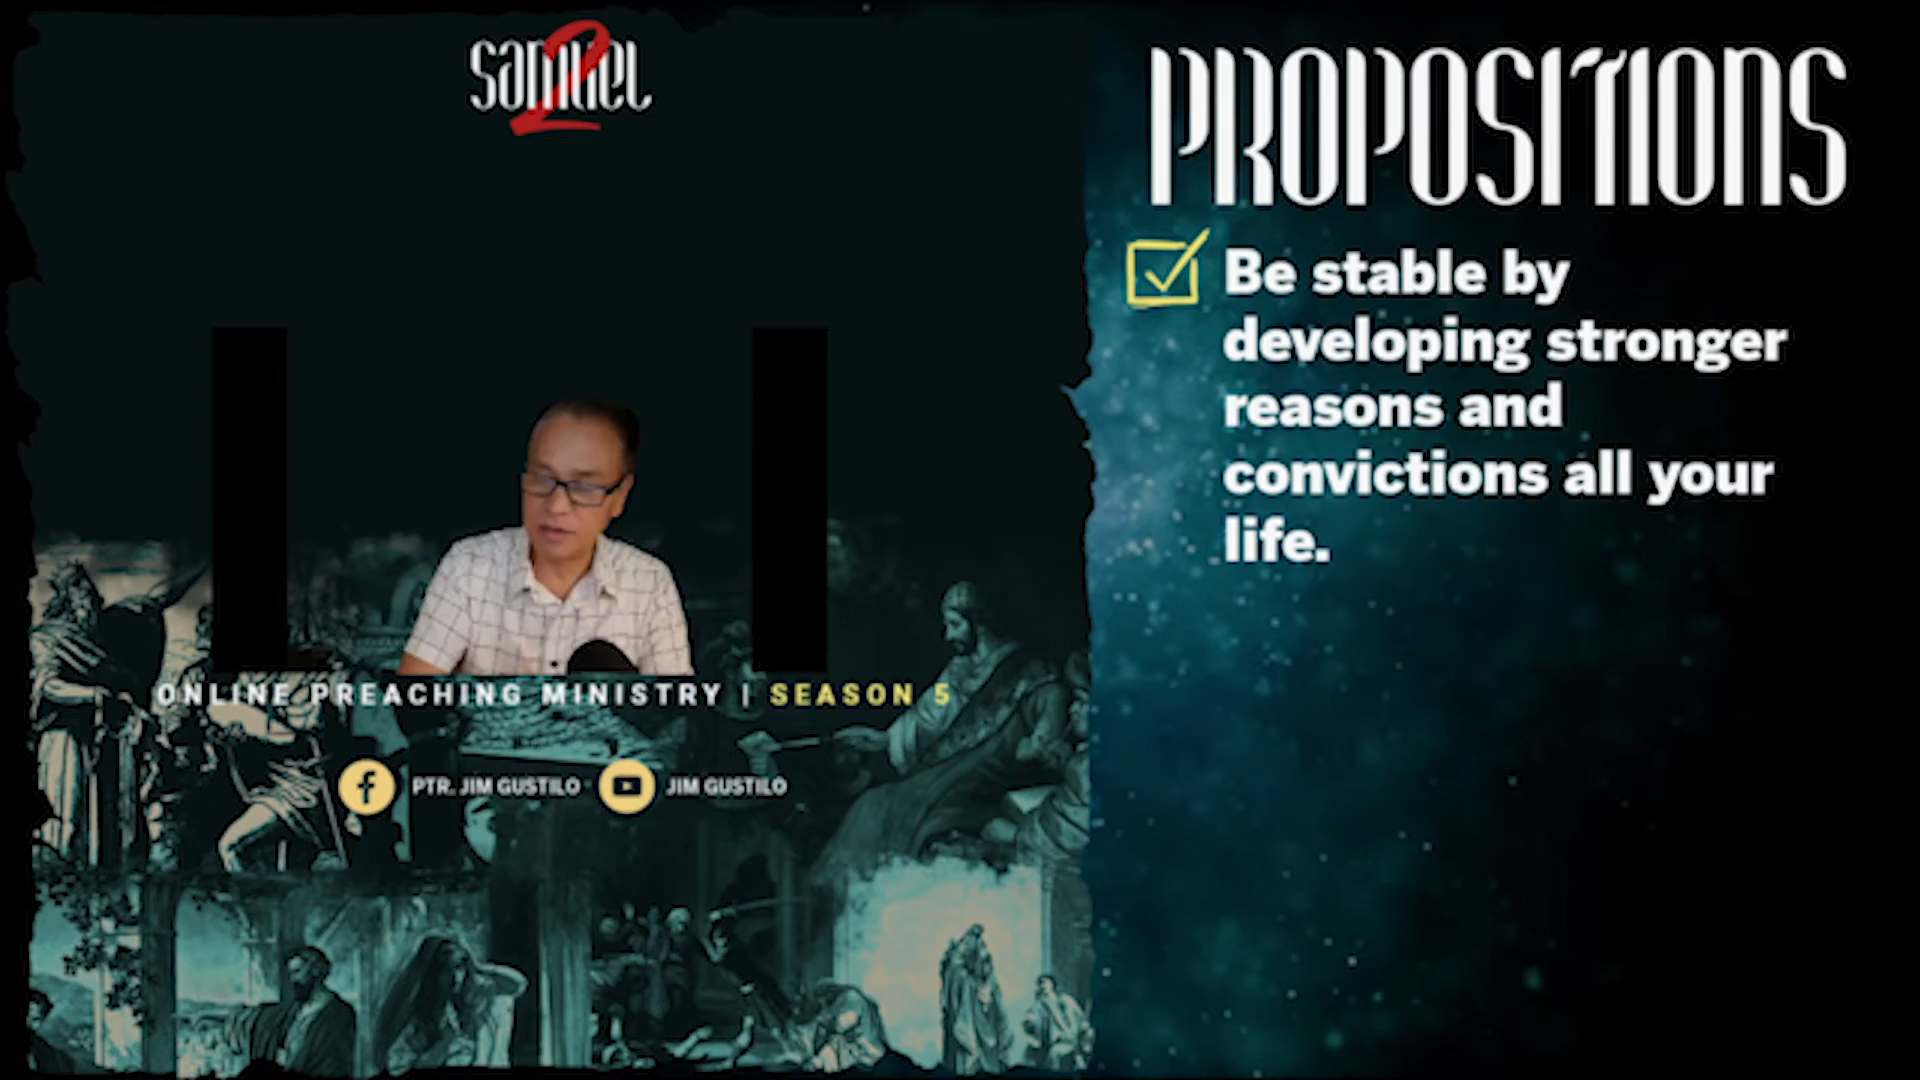 Samuel
2
ONLINE PREACHING MINISTRY | SEASON 5
PTR. JIM GUSTILO
JIM GUSTILO
PROPOSITIONS
Be stable by
developing stronger
reasons and
convictions all your
life.